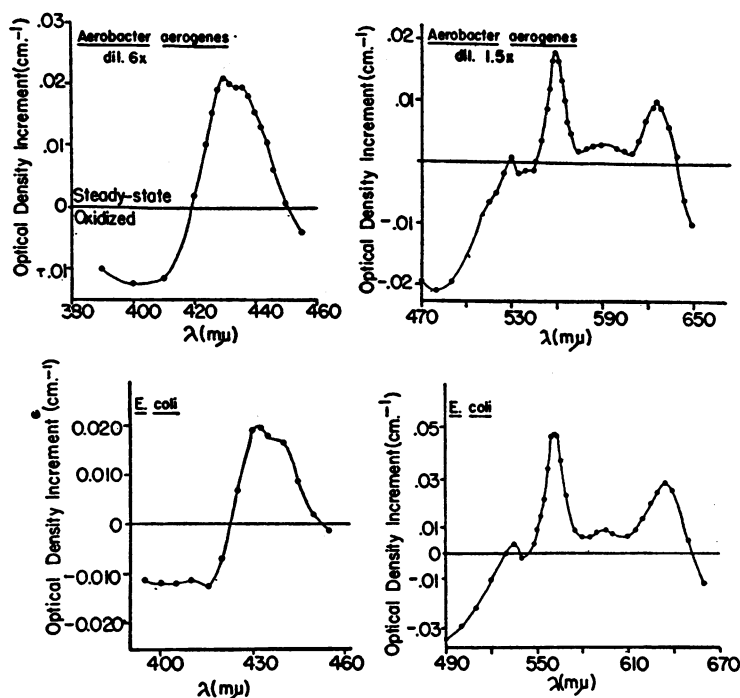 Aerobacter aerogenes
dil. 6x
Optical Density Increment (cm.⁻¹)
.03
.02
.01
0
-.01
Steady-state
Oxidized
380 400 420 440 460
λ(mμ)
Aerobacter aerogenes
dil. 1.5x
Optical Density Increment (cm.⁻¹)
.02
.01
-.01
-.02
470 530 590 650
λ(mμ)
E. coli
Optical Density Increment (cm.⁻¹)
0.020
0.010
0
-0.010
-0.020
400 430 460
λ(mμ)
E. coli
Optical Density Increment (cm.⁻¹)
.05
.03
.01
0
-.01
-.03
490 550 610 670
λ(mμ)